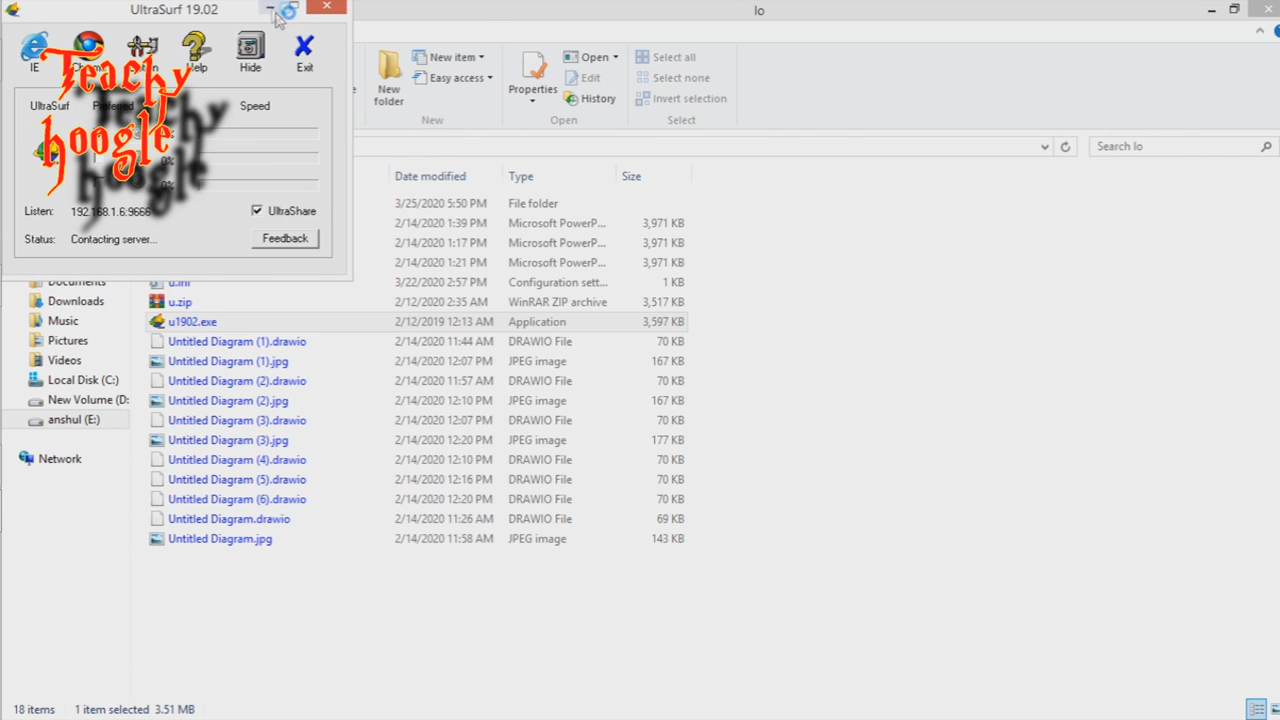 UltraSurf 19.02
lo
IE
Help
Hide
Exit
Teachy
hoogle
UltraSurf
Preferred
Speed
0%
0%
Listen:
192.168.1.6:9666
UltraShare
Status:
Contacting server...
Feedback
New folder
New item
Easy access
New
Properties
Open
Edit
History
Open
Select all
Select none
Invert selection
Select
Search lo
Date modified Type Size
3/25/2020 5:50 PM File folder
2/14/2020 1:39 PM Microsoft PowerP... 3,971 KB
2/14/2020 1:17 PM Microsoft PowerP... 3,971 KB
2/14/2020 1:21 PM Microsoft PowerP... 3,971 KB
u.ini 3/22/2020 2:57 PM Configuration sett... 1 KB
u.zip 2/12/2020 2:35 AM WinRAR ZIP archive 3,517 KB
u1902.exe 2/12/2019 12:13 AM Application 3,597 KB
Untitled Diagram (1).drawio 2/14/2020 11:44 AM DRAWIO File 70 KB
Untitled Diagram (1).jpg 2/14/2020 12:07 PM JPEG image 167 KB
Untitled Diagram (2).drawio 2/14/2020 11:57 AM DRAWIO File 70 KB
Untitled Diagram (2).jpg 2/14/2020 12:10 PM JPEG image 167 KB
Untitled Diagram (3).drawio 2/14/2020 12:07 PM DRAWIO File 70 KB
Untitled Diagram (3).jpg 2/14/2020 12:20 PM JPEG image 177 KB
Untitled Diagram (4).drawio 2/14/2020 12:10 PM DRAWIO File 70 KB
Untitled Diagram (5).drawio 2/14/2020 12:16 PM DRAWIO File 70 KB
Untitled Diagram (6).drawio 2/14/2020 12:20 PM DRAWIO File 70 KB
Untitled Diagram.drawio 2/14/2020 11:26 AM DRAWIO File 69 KB
Untitled Diagram.jpg 2/14/2020 11:58 AM JPEG image 143 KB
Documents
Downloads
Music
Pictures
Videos
Local Disk (C:)
New Volume (D:
anshul (E:)
Network
18 items 1 item selected 3.51 MB